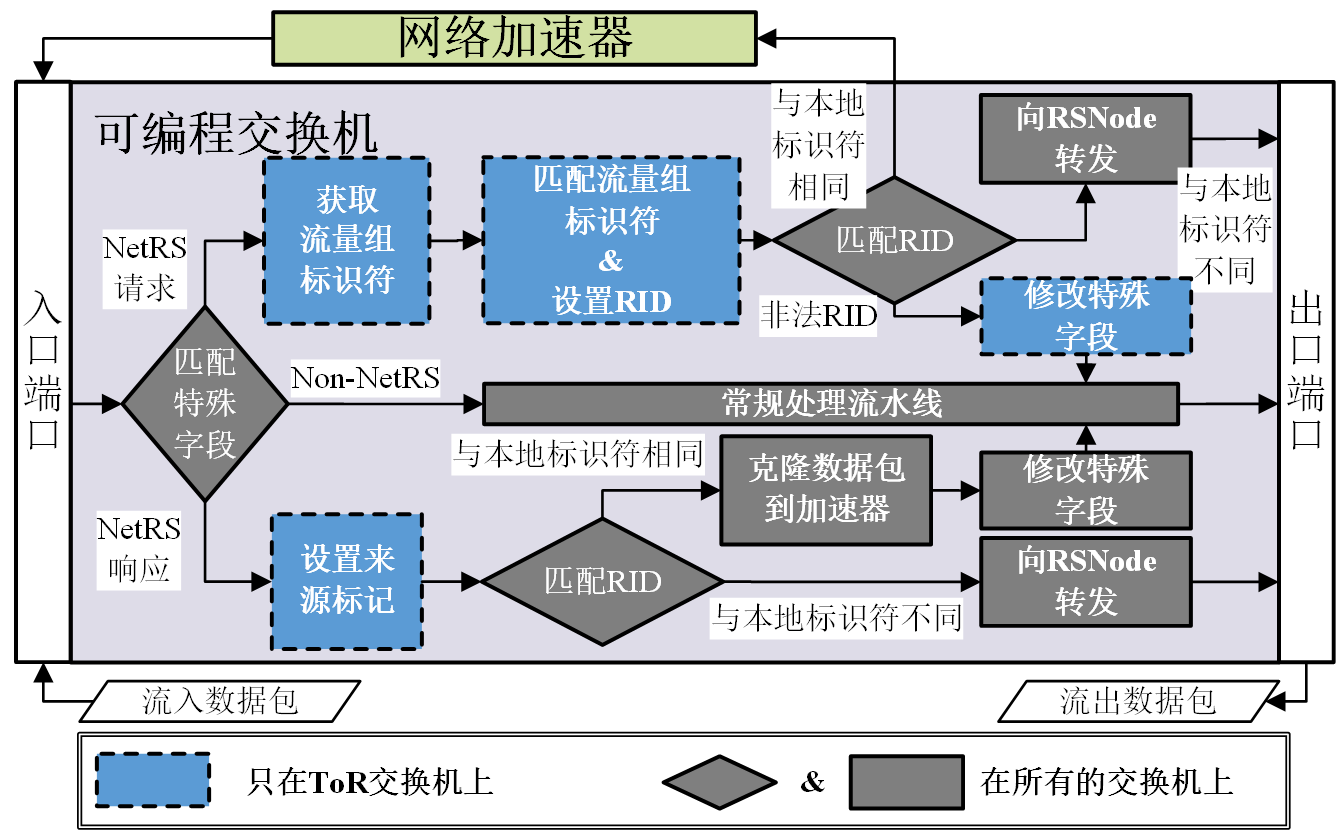 网络加速器
可编程交换机
入
口
端
口
NetRS
请求
获取
流量组
标识符
匹配流量组
标识符
&
设置RID
与本地
标识符
相同
匹配RID
向RSNode
转发
与本地
标识符
不同
非法RID
修改特殊
字段
匹配
特殊
字段
Non-NetRS
常规处理流水线
出
口
端
口
与本地标识符相同
克隆数据包
到加速器
修改特殊
字段
NetRS
响应
设置来
源标记
匹配RID
与本地标识符不同
向RSNode
转发
流入数据包
流出数据包
只在ToR交换机上
&
在所有的交换机上